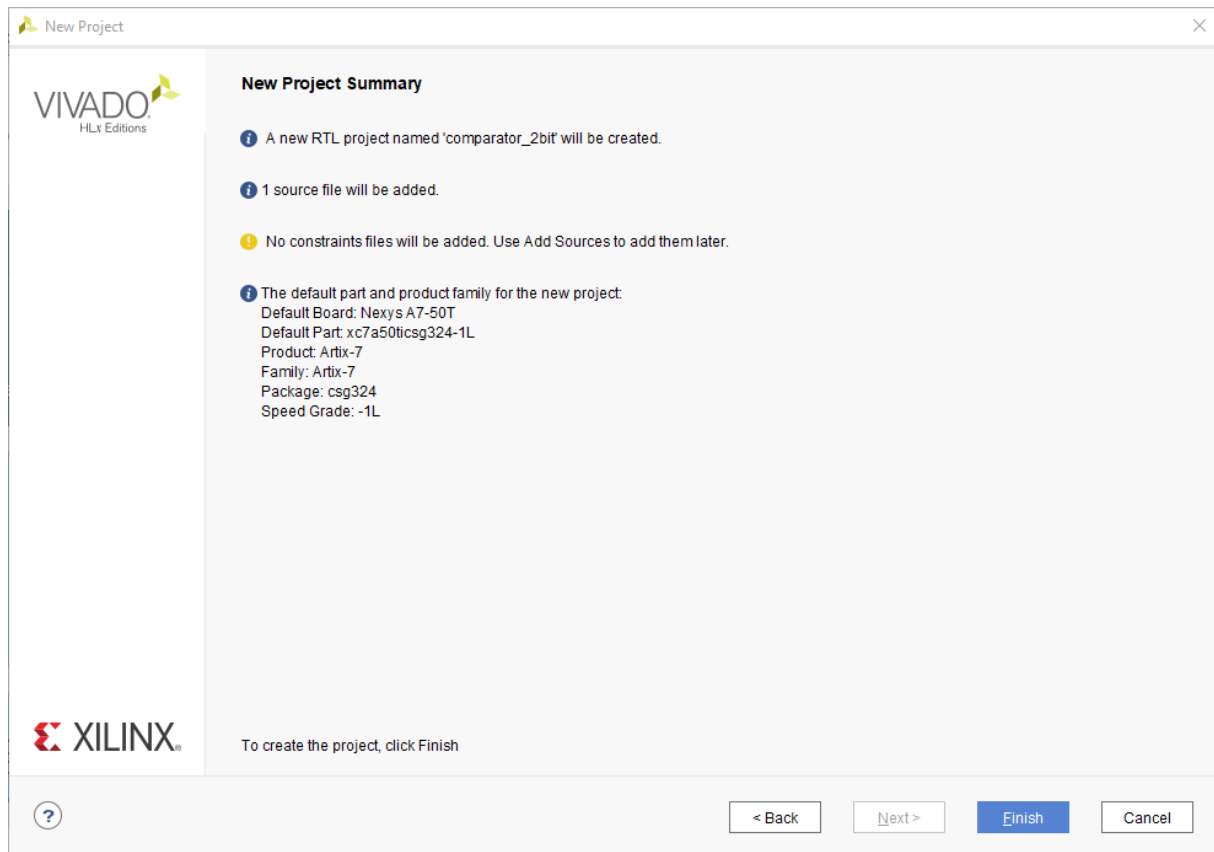 New Project
VIVADO.
HLx Editions
New Project Summary
A new RTL project named 'comparator_2bit' will be created.
1 source file will be added.
No constraints files will be added. Use Add Sources to add them later.
The default part and product family for the new project:
Default Board: Nexys A7-50T
Default Part: xc7a50ticsg324-1L
Product: Artix-7
Family: Artix-7
Package: csg324
Speed Grade: -1L
XILINX®
To create the project, click Finish
?
< Back
Next >
Finish
Cancel